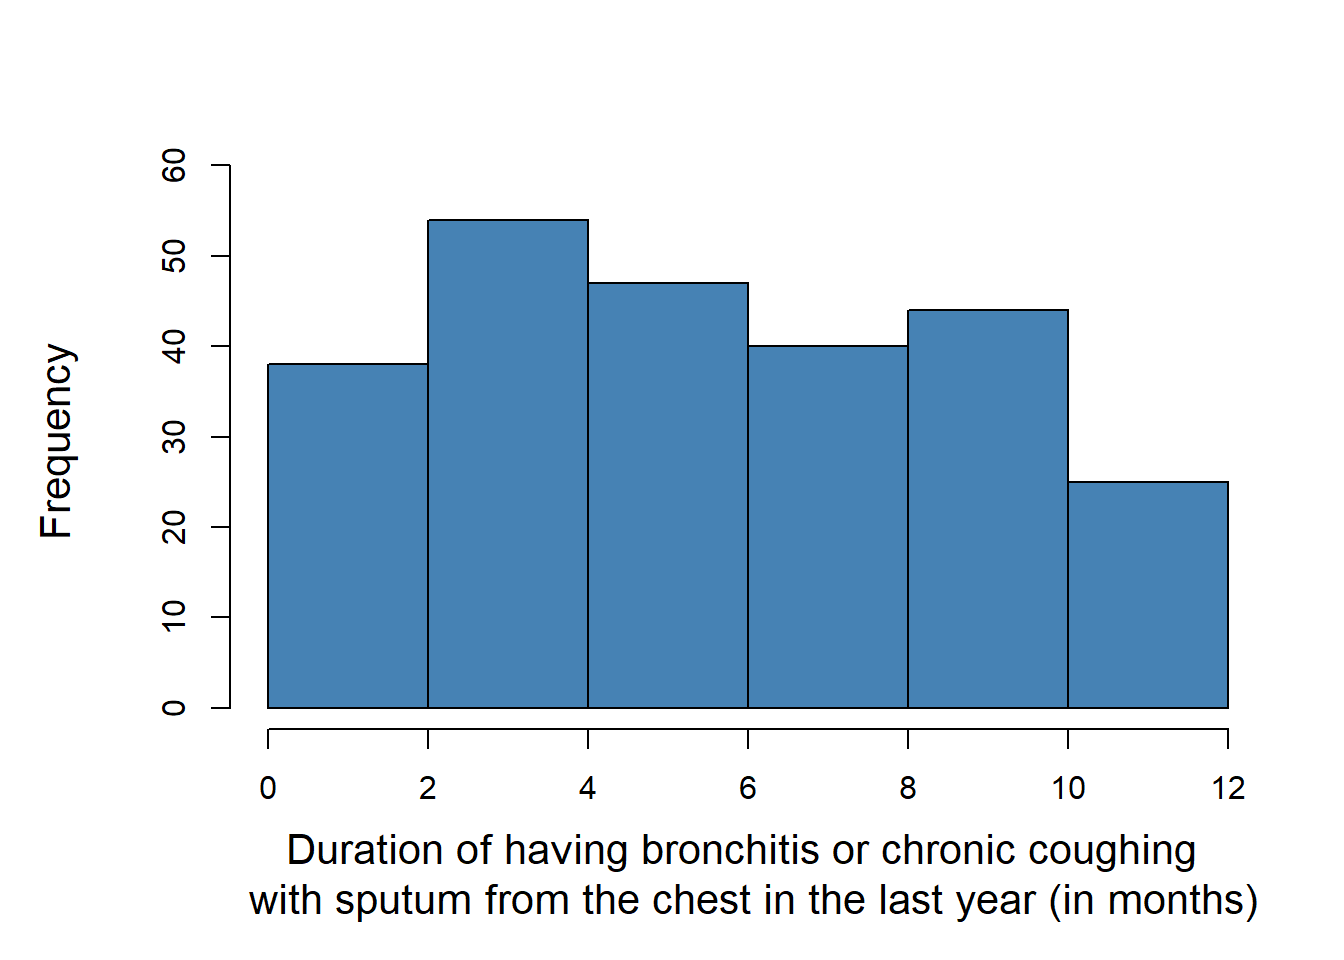 60
50
40
30
20
10
0
Frequency
0 2 4 6 8 10 12
Duration of having bronchitis or chronic coughing
with sputum from the chest in the last year (in months)